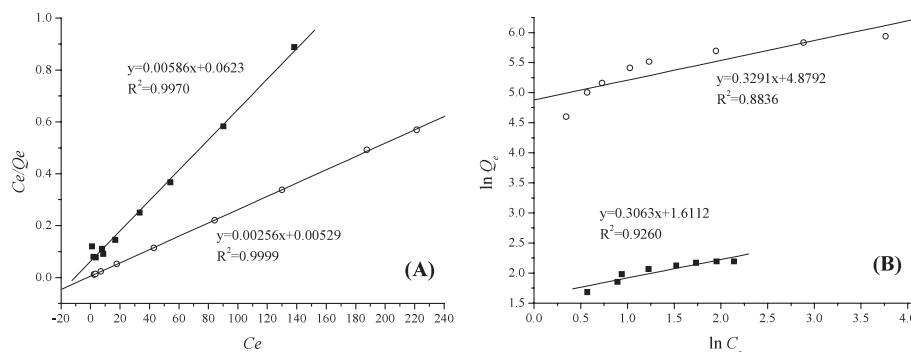 1.0
0.8
0.6
0.4
0.2
0.0
Ce/Qe
y=0.00586x+0.0623
R²=0.9970
y=0.00256x+0.00529
R²=0.9999
(A)
-20 0 20 40 60 80 100 120 140 160 180 200 220 240
Ce
6.5
6.0
5.5
5.0
4.5
4.0
3.5
3.0
2.5
2.0
1.5
ln Qe
y=0.3291x+4.8792
R²=0.8836
y=0.3063x+1.6112
R²=0.9260
(B)
0.0 0.5 1.0 1.5 2.0 2.5 3.0 3.5 4.0
ln C